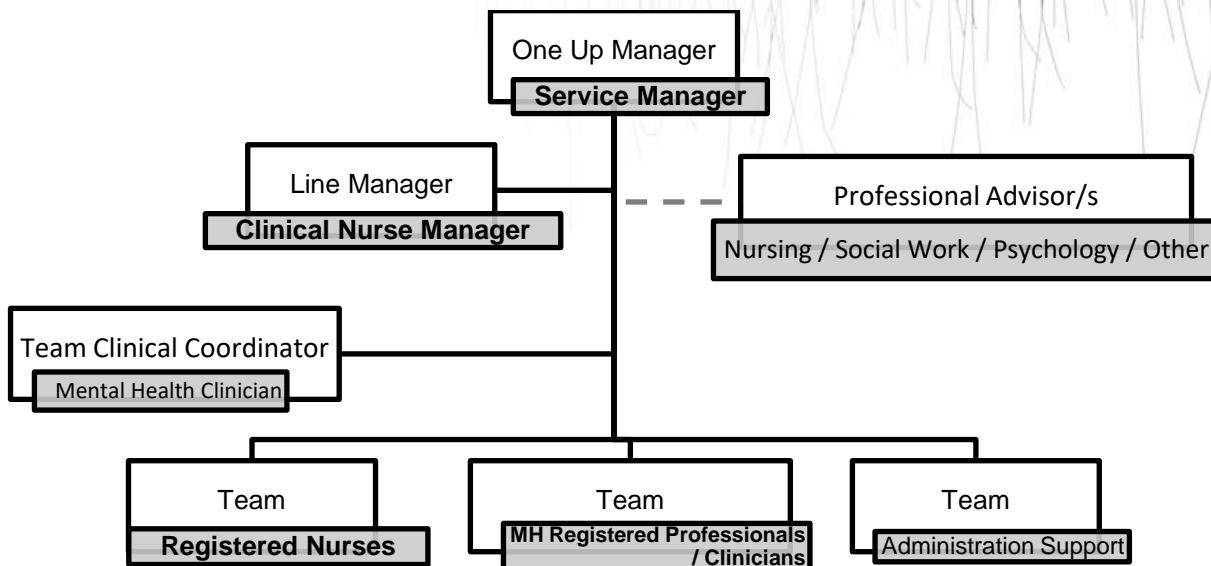 One Up Manager
Service Manager
Line Manager
Clinical Nurse Manager
Professional Advisor/s
Nursing / Social Work / Psychology / Other
Team Clinical Coordinator
Mental Health Clinician
Team
Registered Nurses
Team
MH Registered Professionals
/ Clinicians
Team
Administration Support